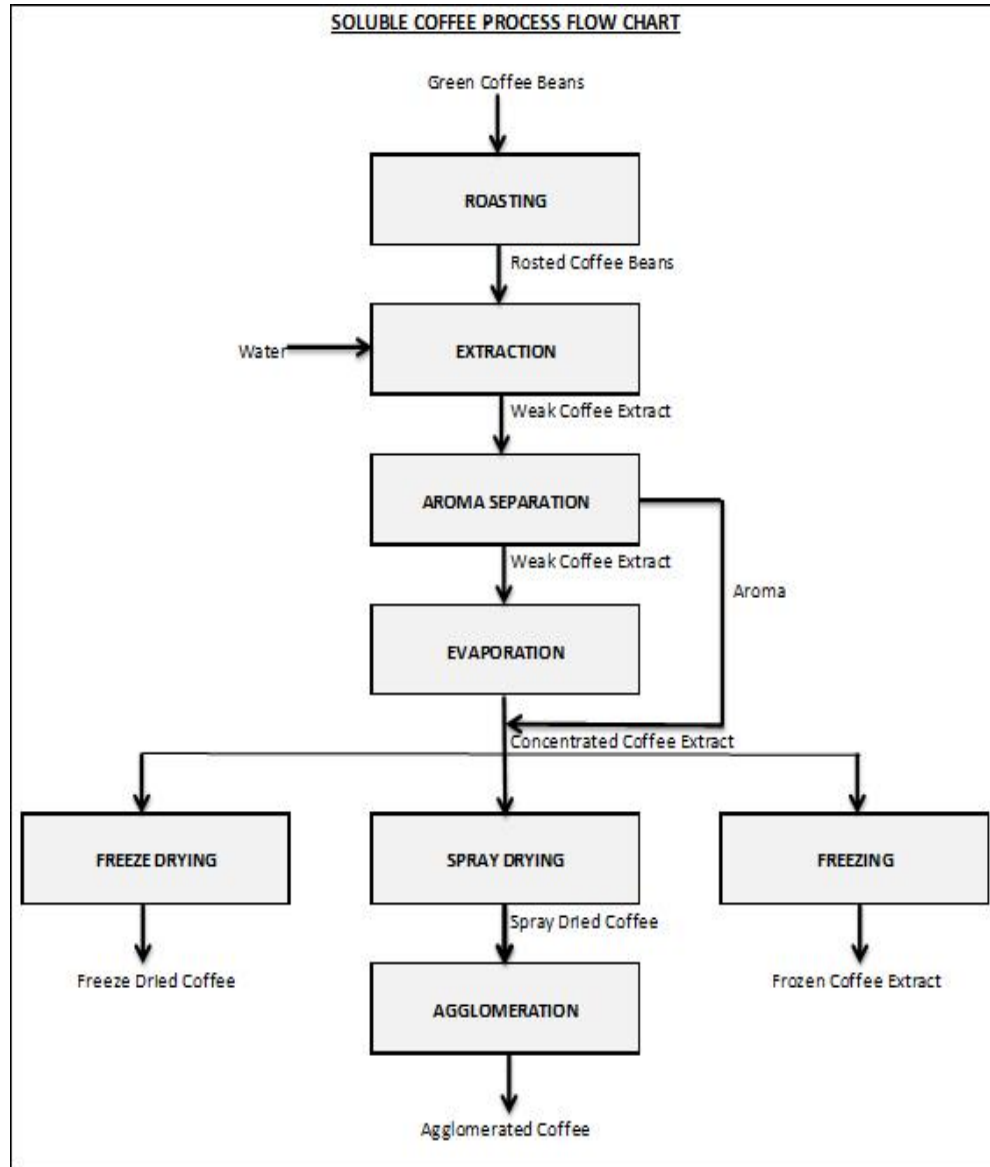 SOLUBLE COFFEE PROCESS FLOW CHART
Green Coffee Beans
ROASTING
Rosted Coffee Beans
Water
EXTRACTION
Weak Coffee Extract
AROMA SEPARATION
Weak Coffee Extract
Aroma
EVAPORATION
Concentrated Coffee Extract
FREEZE DRYING
SPRAY DRYING
FREEZING
Spray Dried Coffee
Freeze Dried Coffee
Frozen Coffee Extract
AGGLOMERATION
Agglomerated Coffee